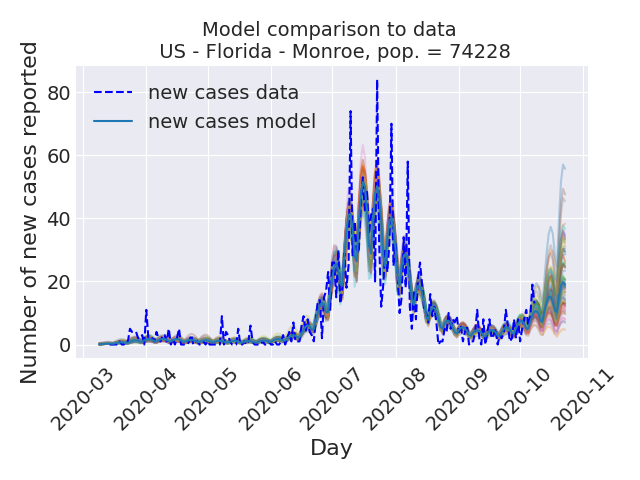 Model comparison to data
US - Florida - Monroe, pop. = 74228
Number of new cases reported
80
60
40
20
0
new cases data
new cases model
2020-03
2020-04
2020-05
2020-06
2020-07
2020-08
2020-09
2020-10
2020-11
Day